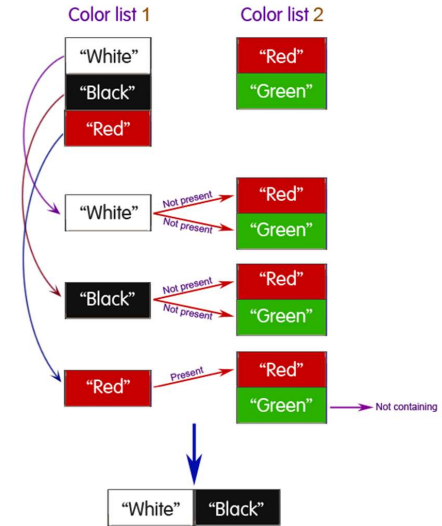 Color list 1
Color list 2
“White”
“Black”
“Red”
“Red”
“Green”
“White”
Not present
Not present
“Red”
“Green”
“Black”
Not present
Not present
“Red”
“Green”
“Red”
Present
“Red”
“Green”
Not containing
“White” “Black”